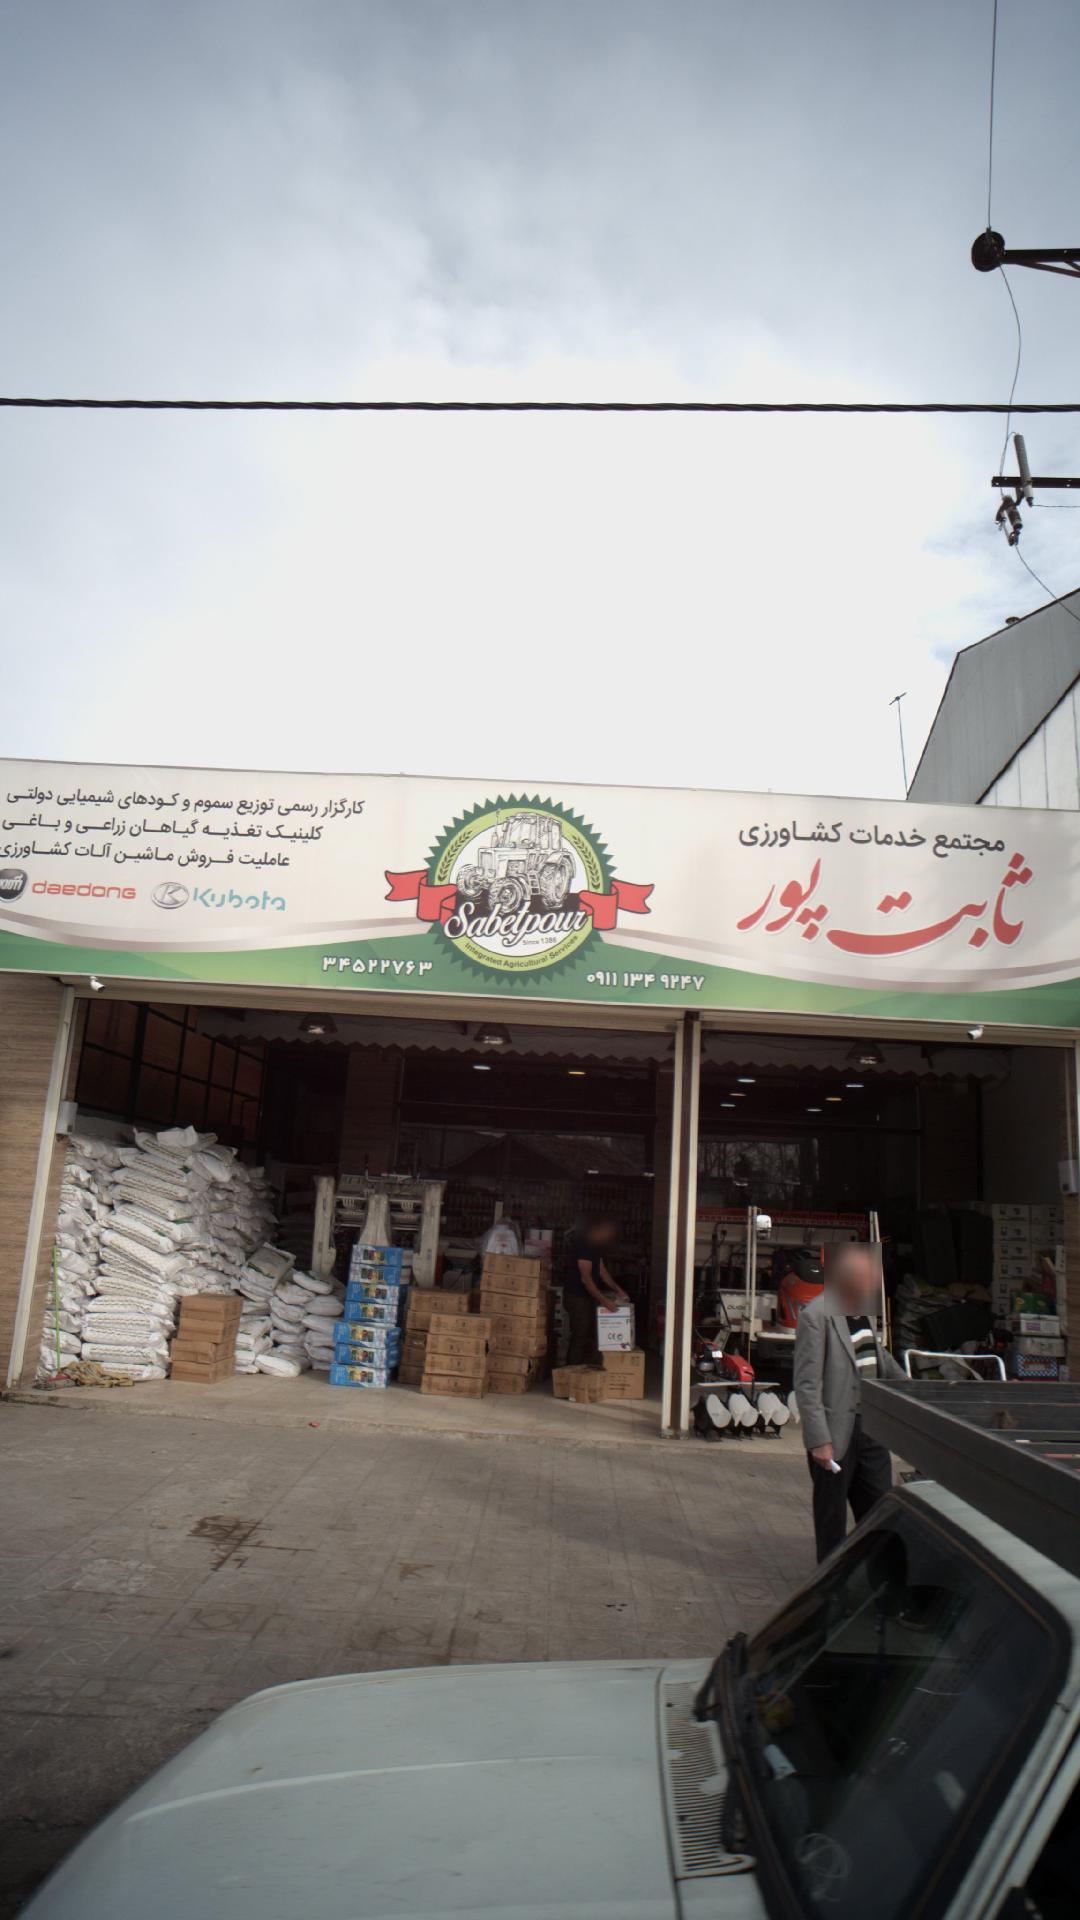 مجتمع خدمات کشاورزی
ثابت پور
۰۹۱۱ ۱۳۴ ۹۲۴۷
Sabetpour
Since 1386
Integrated Agricultural Services
کارگزار رسمی توزیع سموم و کودهای شیمیایی دولتی
کلینیک تغذیه گیاهان زراعی و باغی
عاملیت فروش ماشین آلات کشاورزی
daedong
Kubota
۳۴۵۲۲۷۶۳